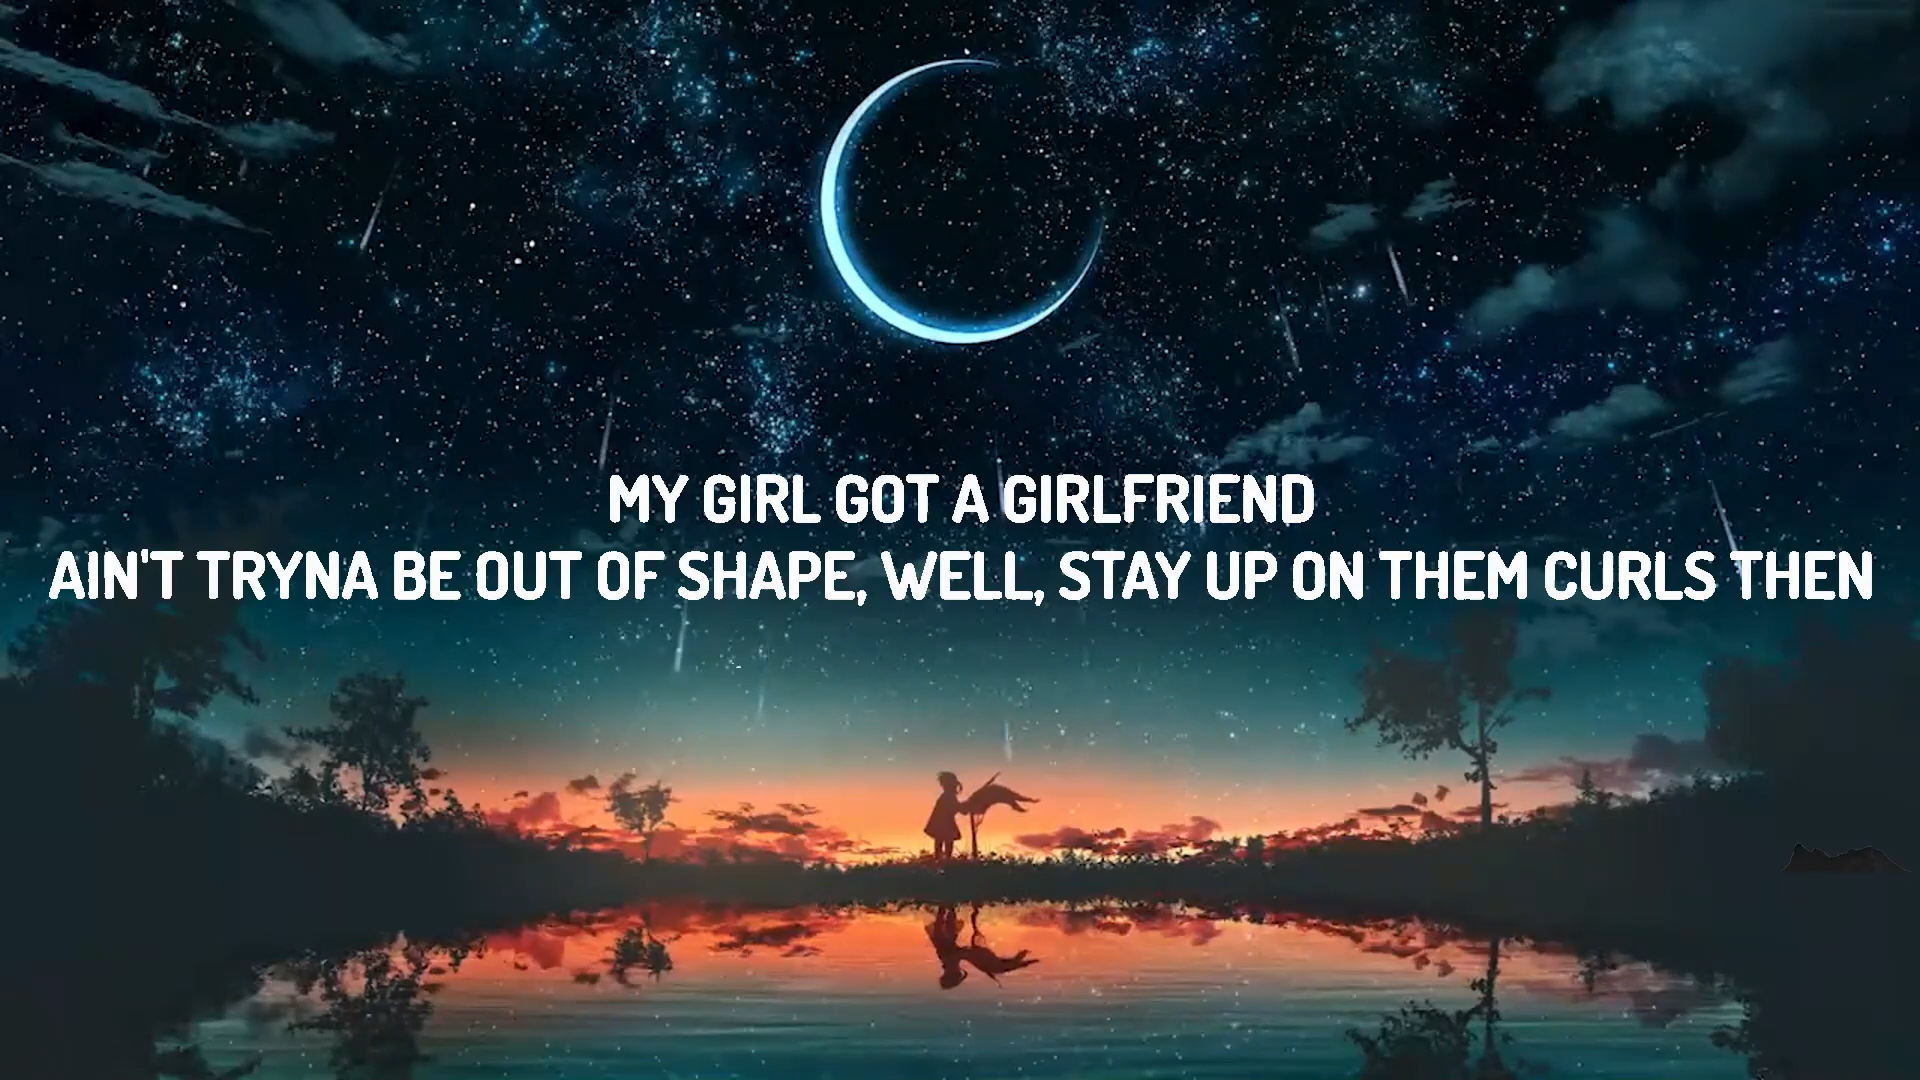 MY GIRL GOT A GIRLFRIEND
AIN'T TRYNA BE OUT OF SHAPE, WELL, STAY UP ON THEM CURLS THEN